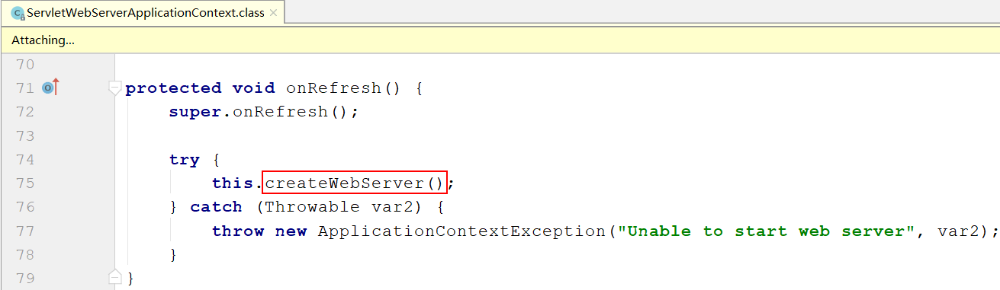 ServletWebServerApplicationContext.class
Attaching...
70
71 protected void onRefresh() {
72 super.onRefresh();
73
74 try {
75 this.createWebServer();
76 } catch (Throwable var2) {
77 throw new ApplicationContextException("Unable to start web server", var2);
78 }
79 }